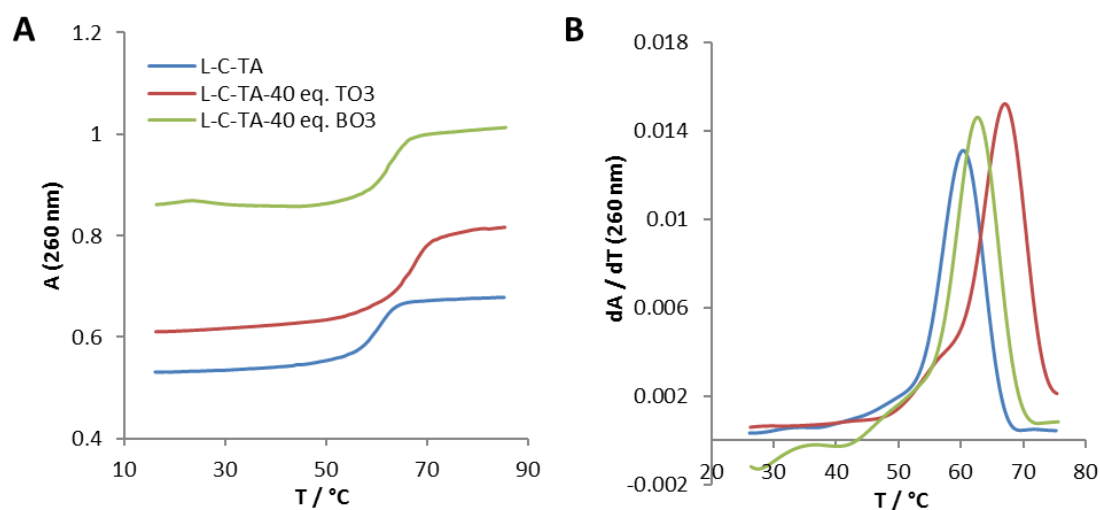 A
1.2
1
0.8
0.6
0.4
A (260 nm)
L-C-TA
L-C-TA-40 eq. TO3
L-C-TA-40 eq. BO3
10 30 50 70 90
T / °C
B
0.018
0.014
0.01
0.006
0.002
-0.002
dA / dT (260 nm)
20 30 40 50 60 70 80
T / °C